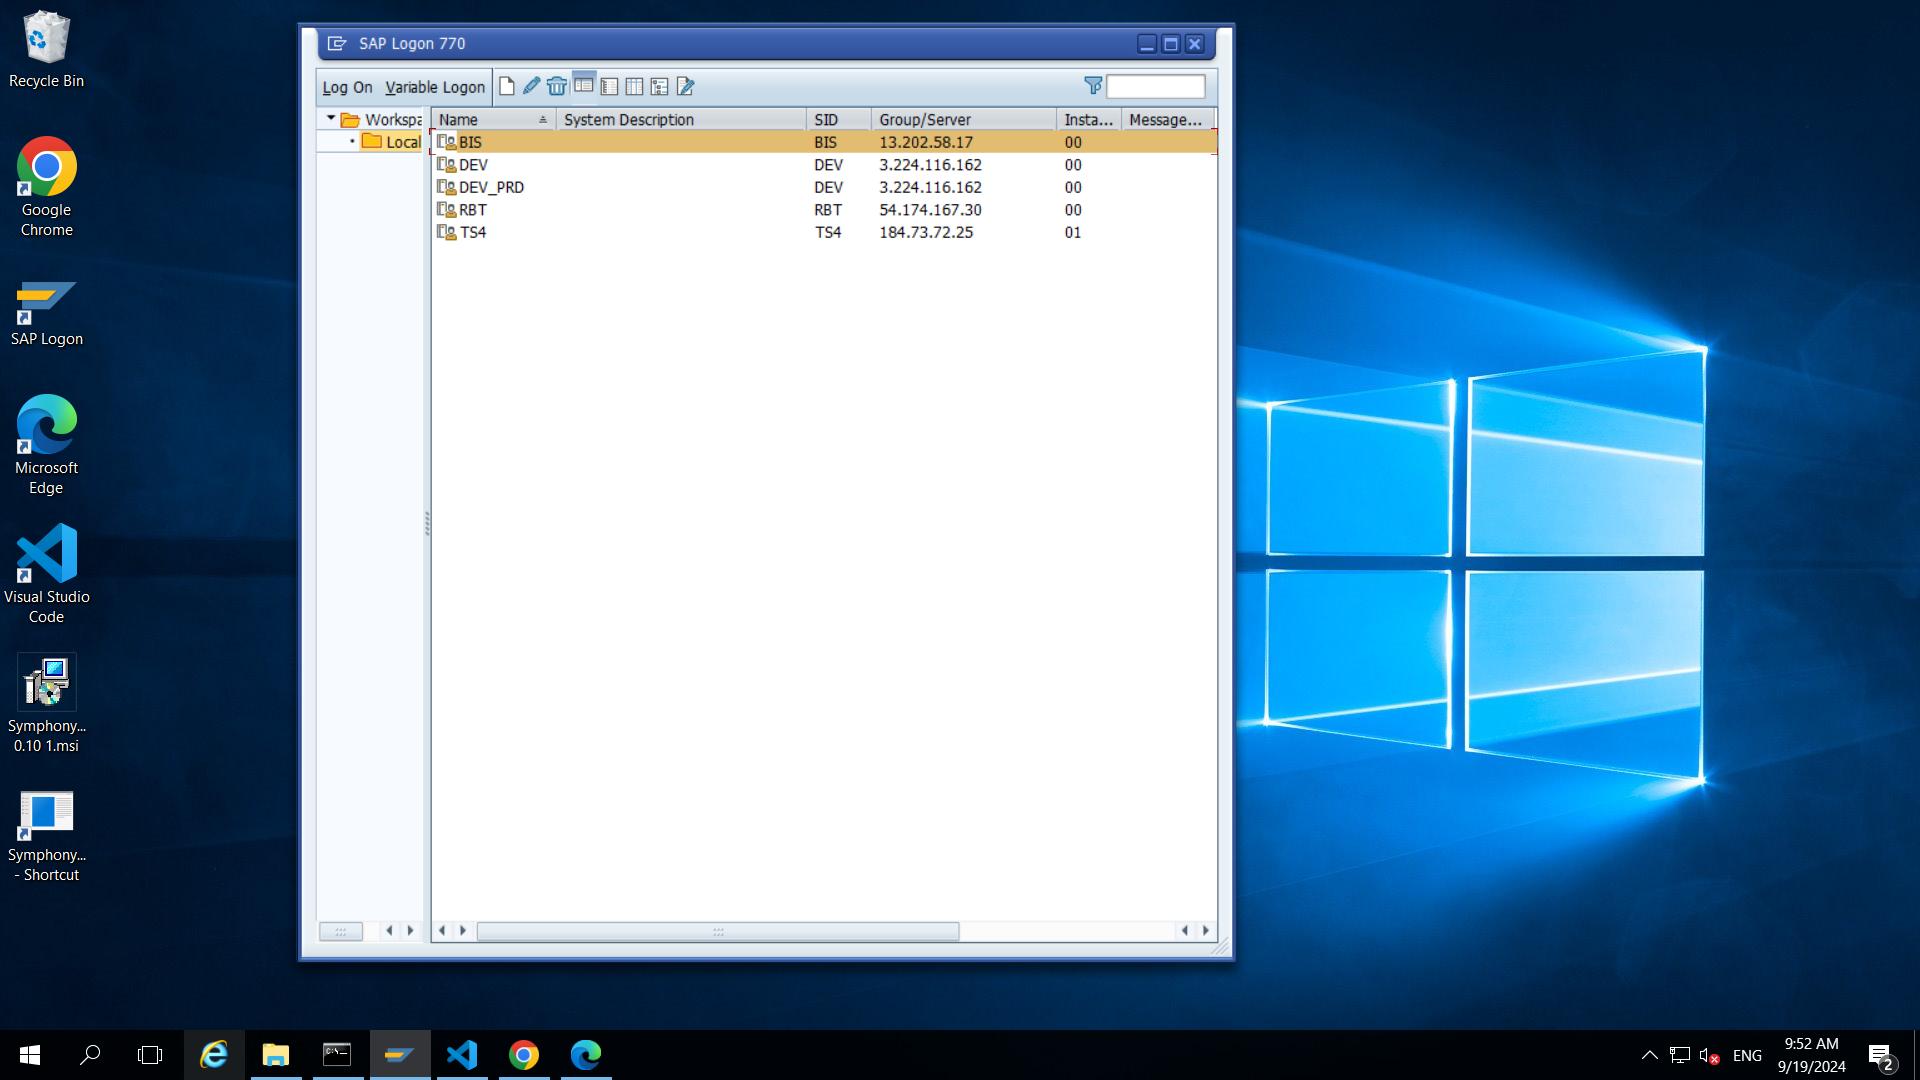 Recycle Bin
Google
Chrome
SAP Logon
Microsoft
Edge
Visual Studio
Code
Symphony...
0.10 1.msi
Symphony...
- Shortcut
SAP Logon 770
Log On Variable Logon
Workspa
Local
Name System Description SID Group/Server Insta... Message...
BIS BIS 13.202.58.17 00
DEV DEV 3.224.116.162 00
DEV_PRD DEV 3.224.116.162 00
RBT RBT 54.174.167.30 00
TS4 TS4 184.73.72.25 01
C:\_
ENG
9:52 AM
9/19/2024
2